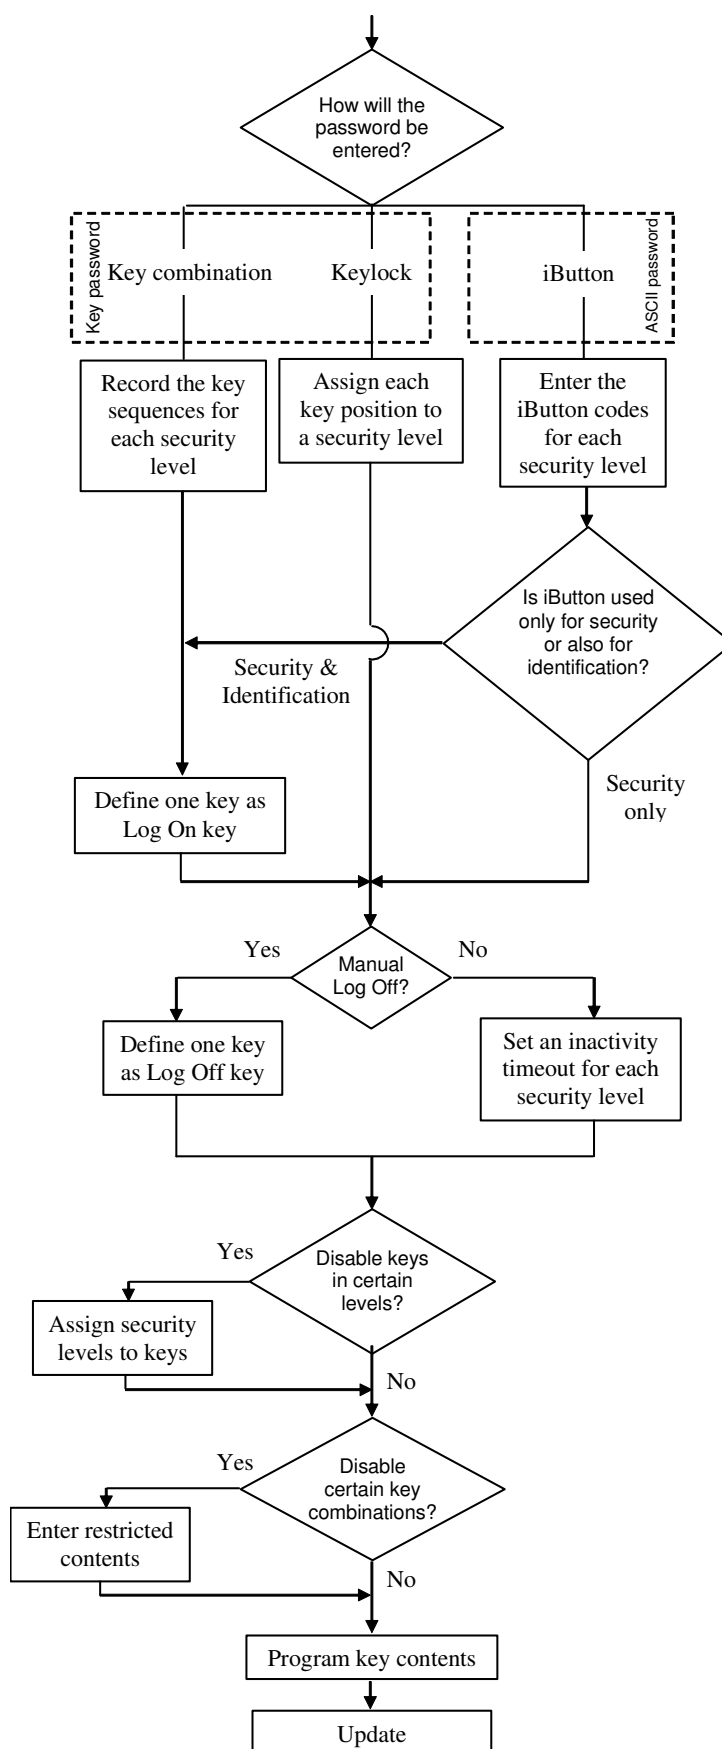 How will the
password be
entered?
Key password
Key combination
Keylock
iButton
ASCII password
Record the key
sequences for
each security
level
Assign each
key position to
a security level
Enter the
iButton codes
for each
security level
Is iButton used
only for security
or also for
identification?
Security &
Identification
Security
only
Define one key as
Log On key
Yes
Manual
Log Off?
No
Define one key
as Log Off key
Set an inactivity
timeout for each
security level
Yes
Disable keys
in certain
levels?
Assign security
levels to keys
No
Yes
Disable
certain key
combinations?
Enter restricted
contents
No
Program key contents
Update